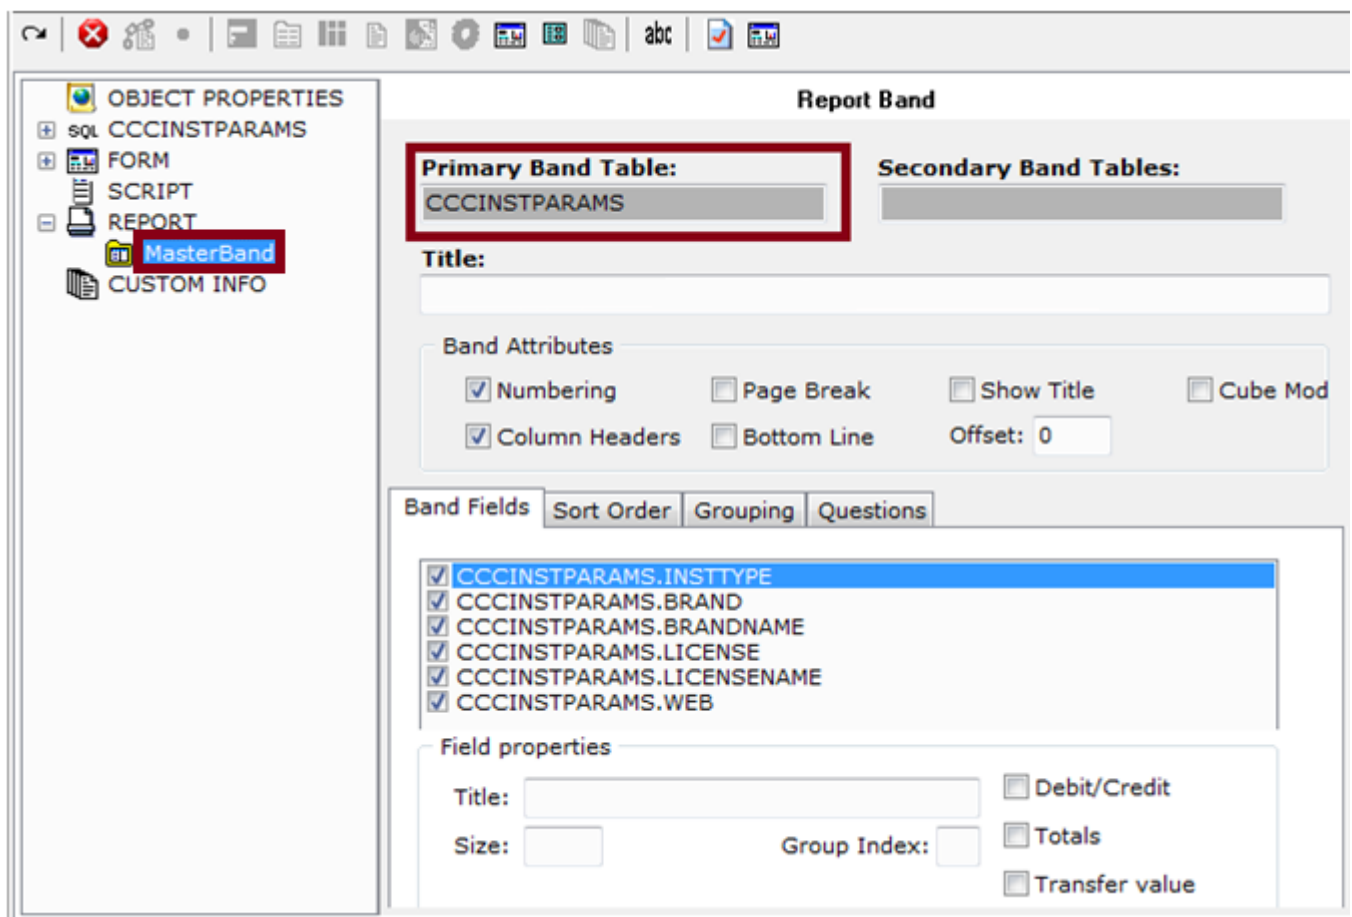 abc
OBJECT PROPERTIES
SQL CCCINSTPARAMS
FORM
SCRIPT
REPORT
MasterBand
CUSTOM INFO
Report Band
Primary Band Table:
Secondary Band Tables:
CCCINSTPARAMS
Title:
Band Attributes
Numbering Page Break Show Title Cube Mod
Column Headers Bottom Line Offset: 0
Band Fields Sort Order Grouping Questions
CCCINSTPARAMS.INSTTYPE
CCCINSTPARAMS.BRAND
CCCINSTPARAMS.BRANDNAME
CCCINSTPARAMS.LICENSE
CCCINSTPARAMS.LICENSENAME
CCCINSTPARAMS.WEB
Field properties
Title: Debit/Credit
Size: Group Index: Totals
Transfer value